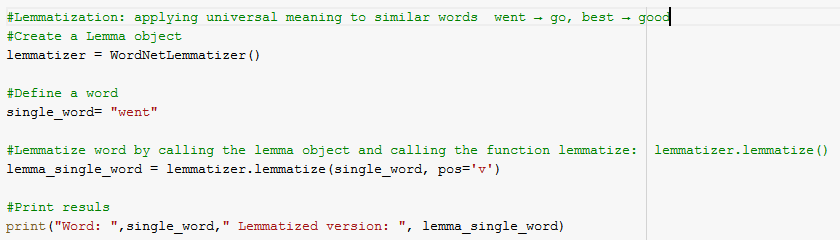 #Lemmatization: applying universal meaning to similar words  went → go, best → good
#Create a Lemma object
lemmatizer = WordNetLemmatizer()
#Define a word
single_word= "went"
#Lemmatize word by calling the lemma object and calling the function lemmatize:  lemmatizer.lemmatize()
lemma_single_word = lemmatizer.lemmatize(single_word, pos='v')
#Print resuls
print("Word: ",single_word," Lemmatized version: ", lemma_single_word)